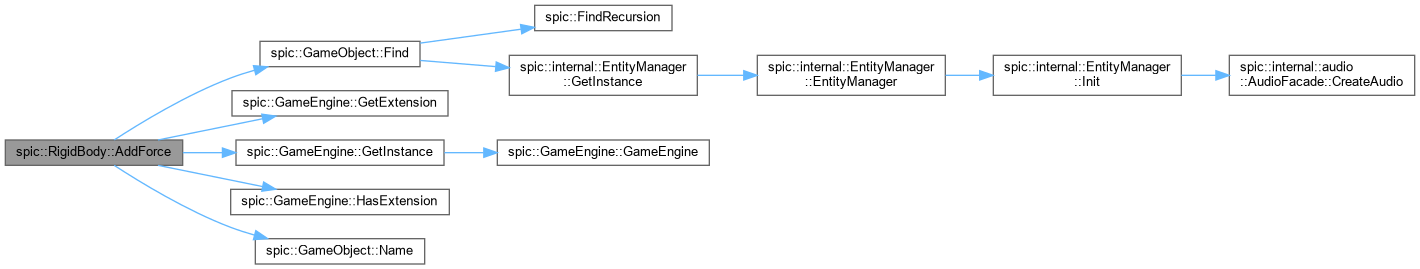 spic::FindRecursion
spic::GameObject::Find
spic::internal::EntityManager
::GetInstance
spic::internal::EntityManager
::EntityManager
spic::internal::EntityManager
::Init
spic::internal::audio
::AudioFacade::CreateAudio
spic::GameEngine::GetExtension
spic::RigidBody::AddForce
spic::GameEngine::GetInstance
spic::GameEngine::GameEngine
spic::GameEngine::HasExtension
spic::GameObject::Name